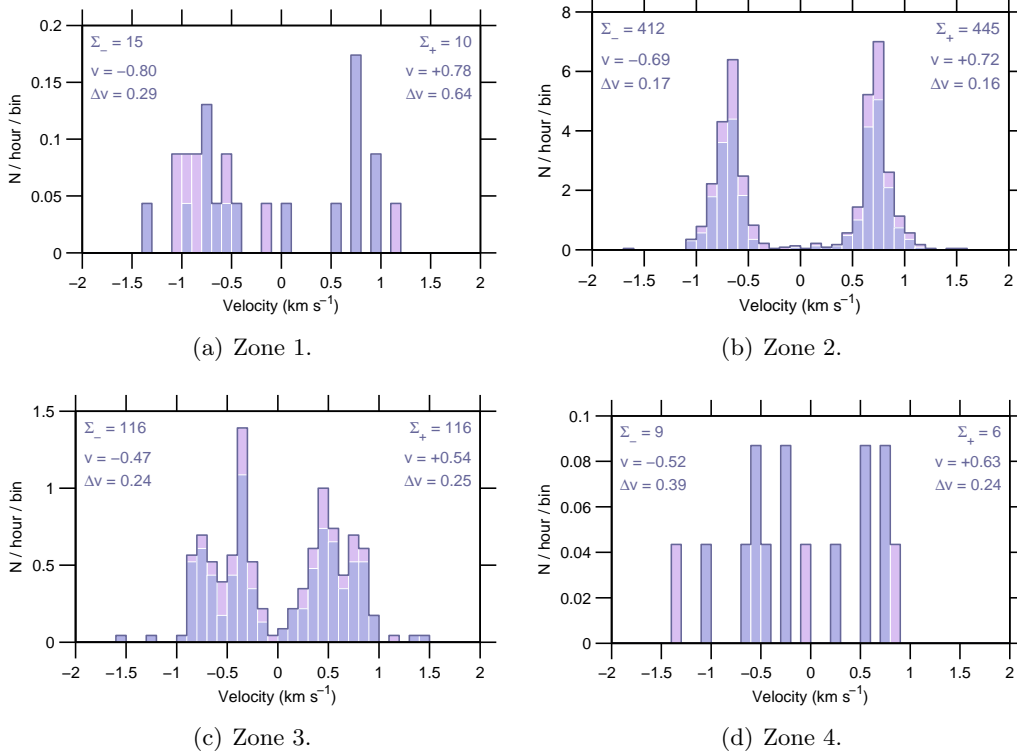 0.2
0.15
0.1
0.05
0
N / hour / bin
Σ₋ = 15
v = −0.80
Δv = 0.29
Σ₊ = 10
v = +0.78
Δv = 0.64
−2 −1.5 −1 −0.5 0 0.5 1 1.5 2
Velocity (km s⁻¹)
(a) Zone 1.
8
6
4
2
0
N / hour / bin
Σ₋ = 412
v = −0.69
Δv = 0.17
Σ₊ = 445
v = +0.72
Δv = 0.16
−2 −1.5 −1 −0.5 0 0.5 1 1.5 2
Velocity (km s⁻¹)
(b) Zone 2.
1.5
1
0.5
0
N / hour / bin
Σ₋ = 116
v = −0.47
Δv = 0.24
Σ₊ = 116
v = +0.54
Δv = 0.25
−2 −1.5 −1 −0.5 0 0.5 1 1.5 2
Velocity (km s⁻¹)
(c) Zone 3.
0.1
0.08
0.06
0.04
0.02
0
N / hour / bin
Σ₋ = 9
v = −0.52
Δv = 0.39
Σ₊ = 6
v = +0.63
Δv = 0.24
−2 −1.5 −1 −0.5 0 0.5 1 1.5 2
Velocity (km s⁻¹)
(d) Zone 4.